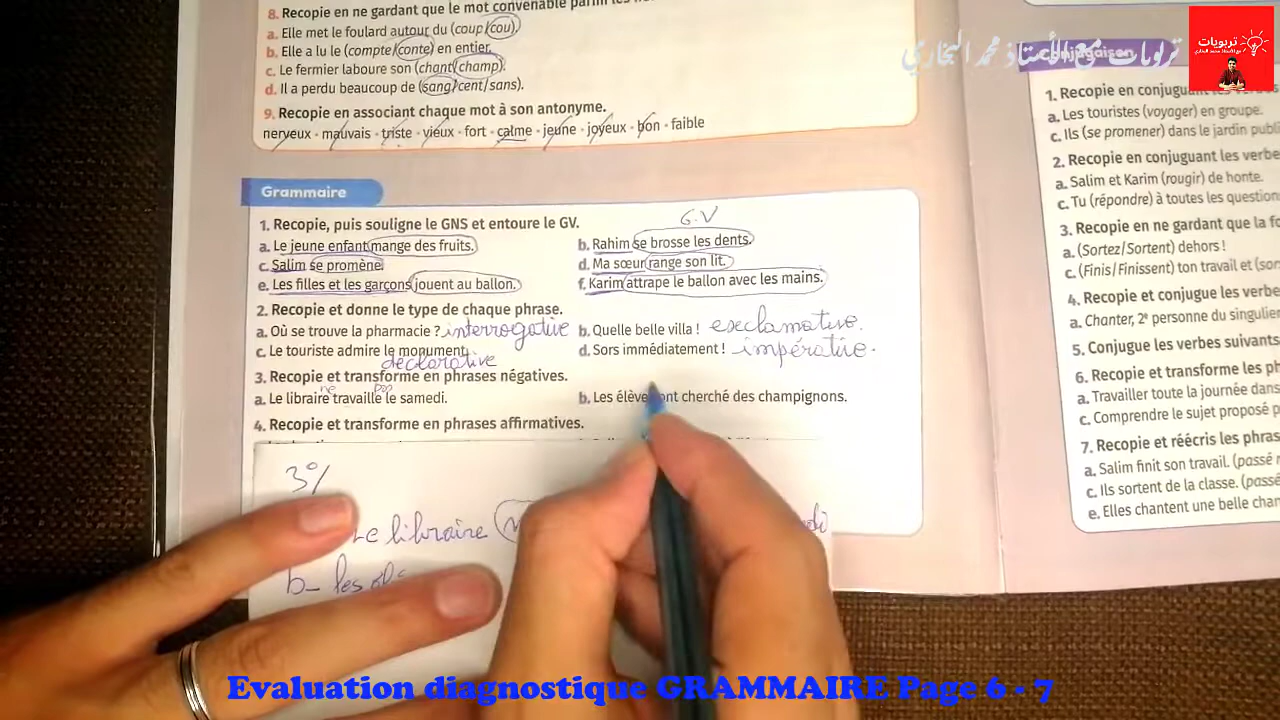 8. Recopie en ne gardant que le mot convenable parmi les
a. Elle met le foulard autour du (coup/cou).
b. Elle a lu le (compte/conte) en entier.
c. Le fermier laboure son (chant/champ).
d. Il a perdu beaucoup de (sang/cent/sans).
9. Recopie en associant chaque mot à son antonyme.
nerveux - mauvais - triste - vieux - fort - calme - jeune - joyeux - bon - faible
Grammaire
1. Recopie, puis souligne le GNS et entoure le GV.
G.V
a. Le jeune enfant mange des fruits.
b. Rahim se brosse les dents.
c. Salim se promène.
d. Ma sœur range son lit.
e. Les filles et les garçons jouent au ballon.
f. Karim attrape le ballon avec les mains.
2. Recopie et donne le type de chaque phrase.
a. Où se trouve la pharmacie ? interrogative
b. Quelle belle villa ! exclamative.
c. Le touriste admire le monument.
déclarative
d. Sors immédiatement ! impérative.
3. Recopie et transforme en phrases négatives.
ne pas
a. Le libraire travaille le samedi.
b. Les élèves ont cherché des champignons.
4. Recopie et transforme en phrases affirmatives.
3°/
Le libraire
b- les
تربويات مع الأستاذ محمد البخاري
تربويات
Conjugaison
1. Recopie en conjuguant les verbes
a. Les touristes (voyager) en groupe.
c. Ils (se promener) dans le jardin
2. Recopie en conjuguant les verbe
a. Salim et Karim (rougir) de honte.
c. Tu (répondre) à toutes les question
3. Recopie en ne gardant que la fo
a. (Sortez/Sortent) dehors !
c. (Finis/Finissent) ton travail et (sor
4. Recopie et conjugue les verbe
a. Chanter, 2e personne du singulier
5. Conjugue les verbes suivants
6. Recopie et transforme les ph
a. Travailler toute la journée dans
c. Comprendre le sujet proposé p
7. Recopie et réécris les phras
a. Salim finit son travail. (passé
c. Ils sortent de la classe. (passé
e. Elles chantent une belle chan
Evaluation diagnostique GRAMMAIRE Page 6 - 7